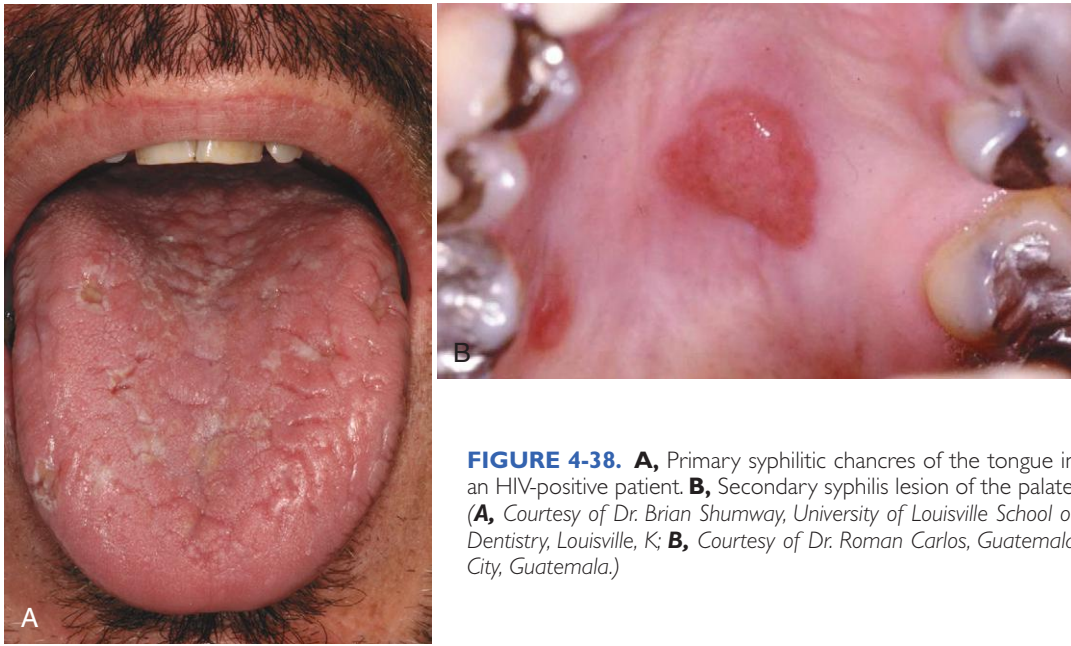 A
B
FIGURE 4-38. A, Primary syphilitic chancres of the tongue in
an HIV-positive patient. B, Secondary syphilis lesion of the palate
(A, Courtesy of Dr. Brian Shumway, University of Louisville School o
Dentistry, Louisville, K; B, Courtesy of Dr. Roman Carlos, Guatemala
City, Guatemala.)